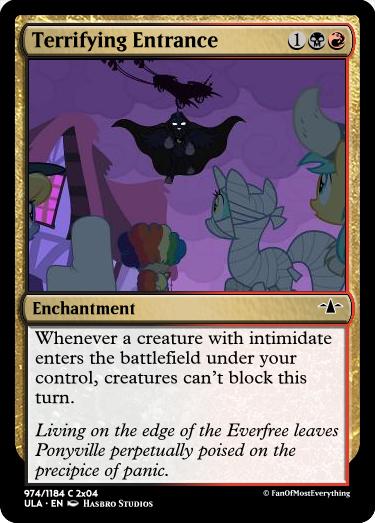 Terrifying Entrance 1
Enchantment
Whenever a creature with intimidate
enters the battlefield under your
control, creatures can't block this
turn.
Living on the edge of the Everfree leaves
Ponyville perpetually poised on the
precipice of panic.
974/1184 C 2x04
ULA • EN HASBRO STUDIOS
© FanOfMostEverything